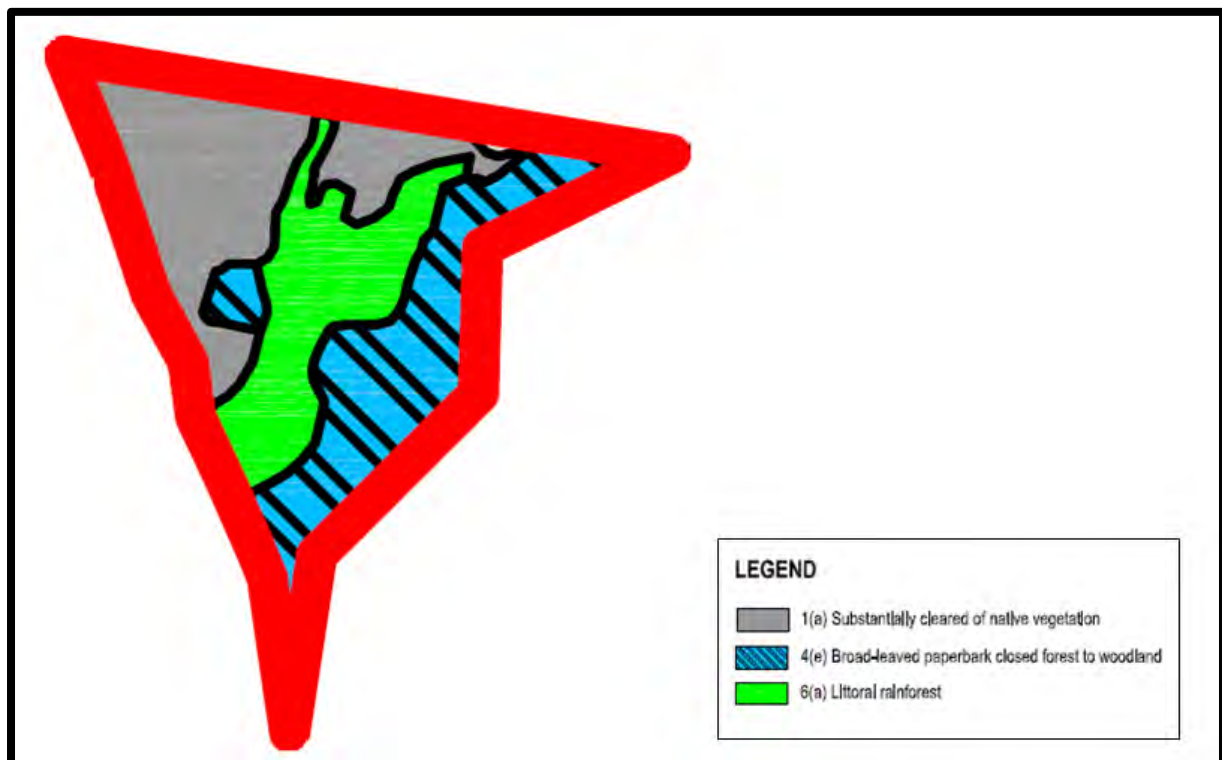 LEGEND
1(a) Substantially cleared of native vegetation
4(e) Broad-leaved paperbark closed forest to woodland
6(a) Littoral rainforest